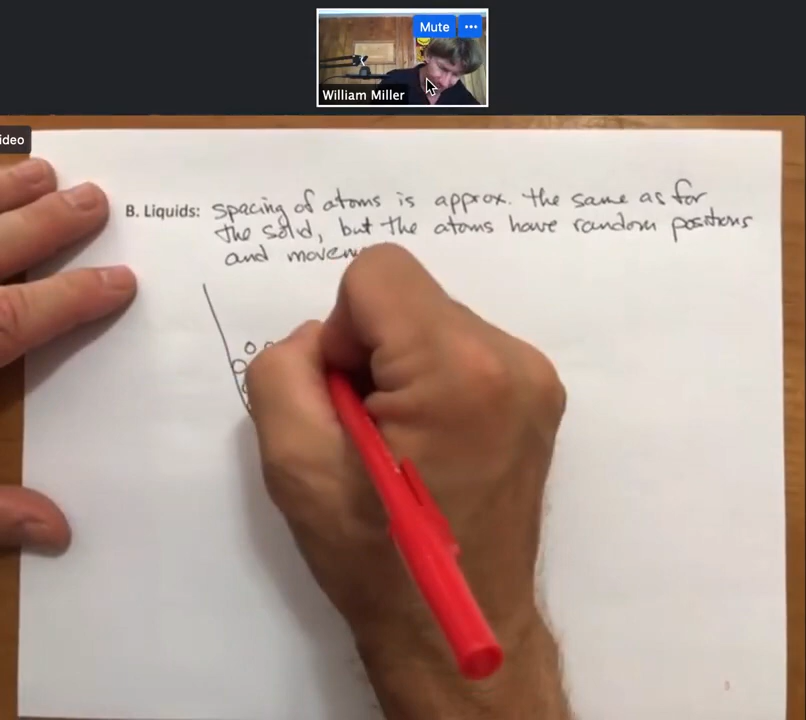 Mute
William Miller
ideo
B. Liquids: spacing of atoms is approx. the same as for
the solid, but the atoms have random positions
and movem